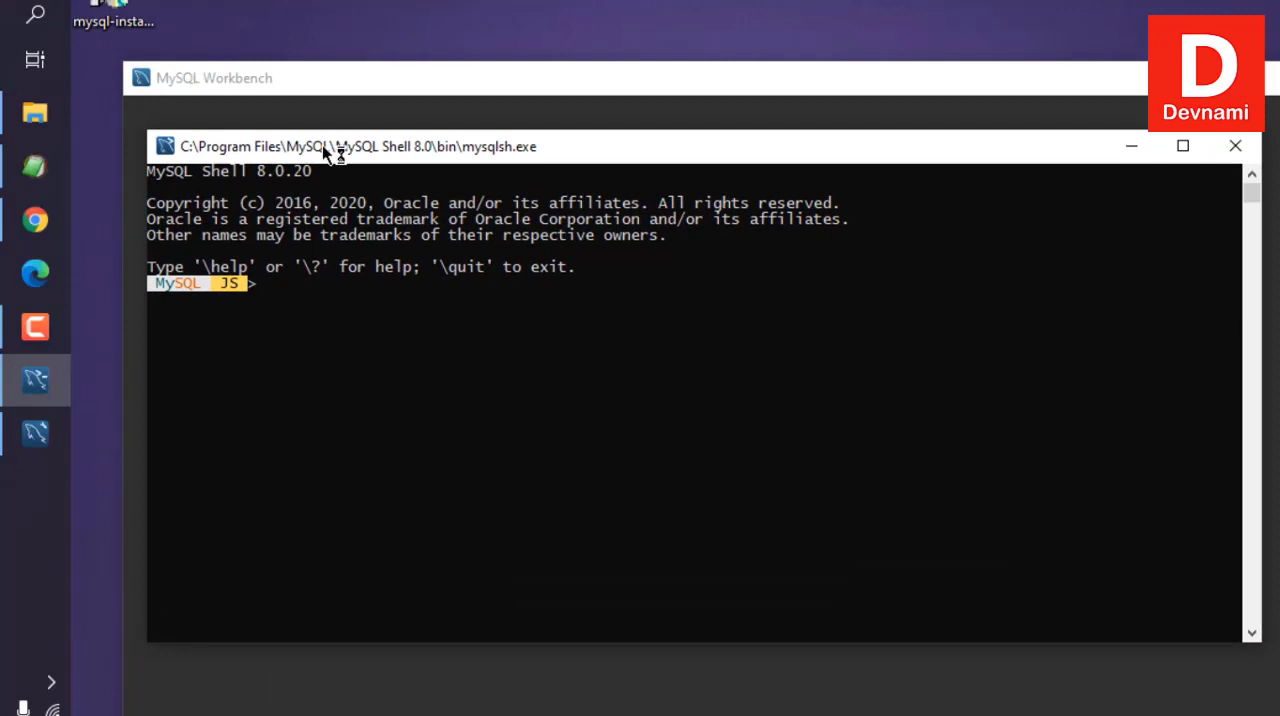 mysql-insta...
D
Devnami
MySQL Workbench
C:\Program Files\MySQL\MySQL Shell 8.0\bin\mysqlsh.exe
MySQL Shell 8.0.20
Copyright (c) 2016, 2020, Oracle and/or its affiliates. All rights reserved.
Oracle is a registered trademark of Oracle Corporation and/or its affiliates.
Other names may be trademarks of their respective owners.
Type '\help' or '\?' for help; '\quit' to exit.
MySQL JS >